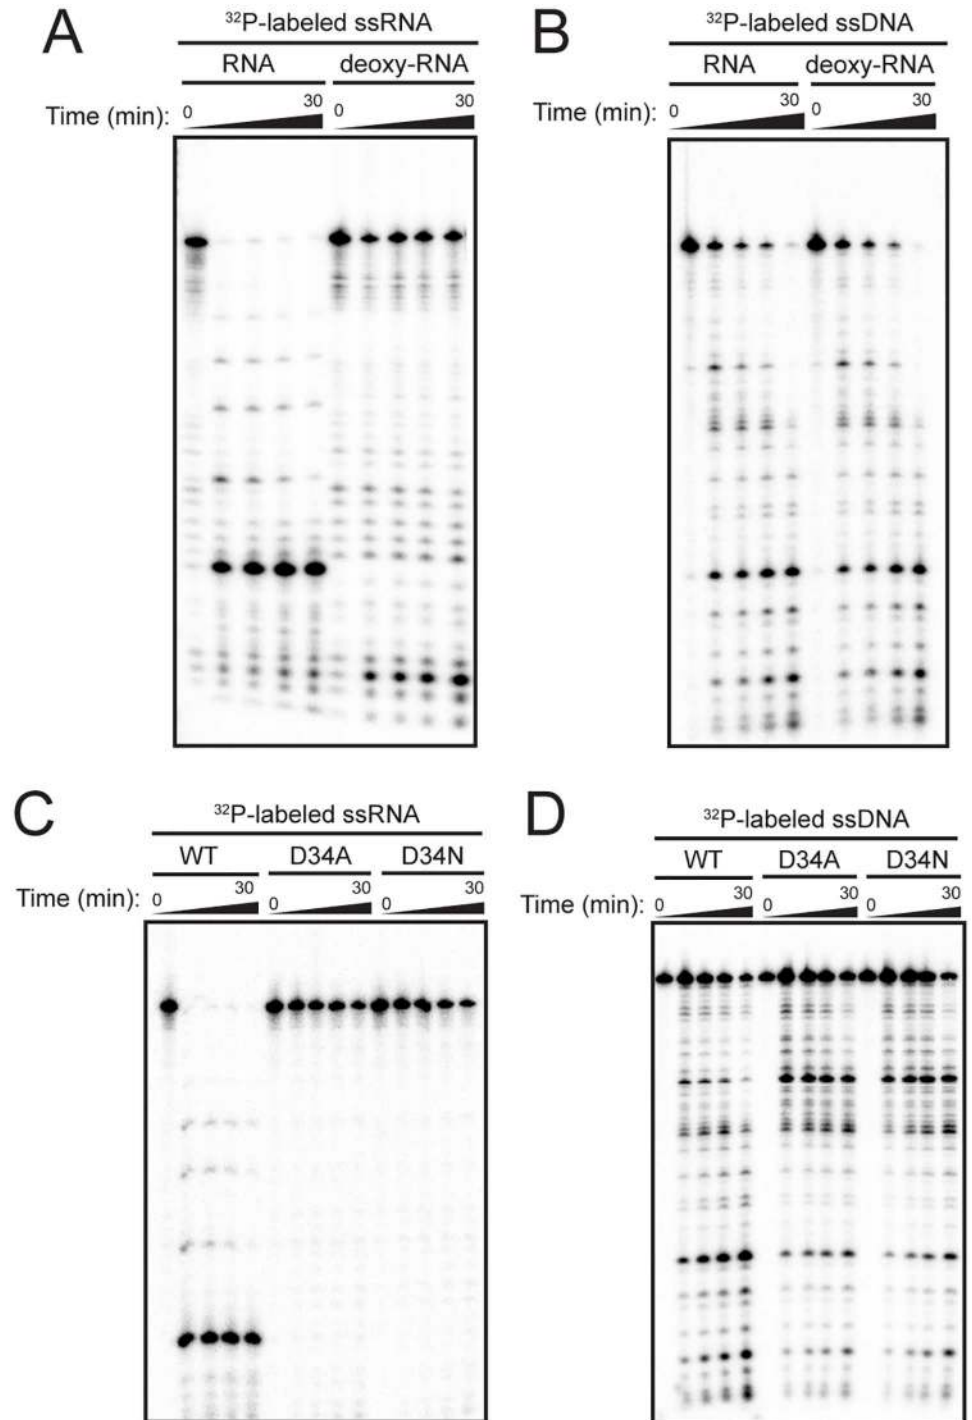 A
³²P-labeled ssRNA
RNA deoxy-RNA
Time (min): 0 30 0 30
B
³²P-labeled ssDNA
RNA deoxy-RNA
Time (min): 0 30 0 30
C
³²P-labeled ssRNA
WT D34A D34N
Time (min): 0 30 0 30 0 30
D
³²P-labeled ssDNA
WT D34A D34N
Time (min): 0 30 0 30 0 30